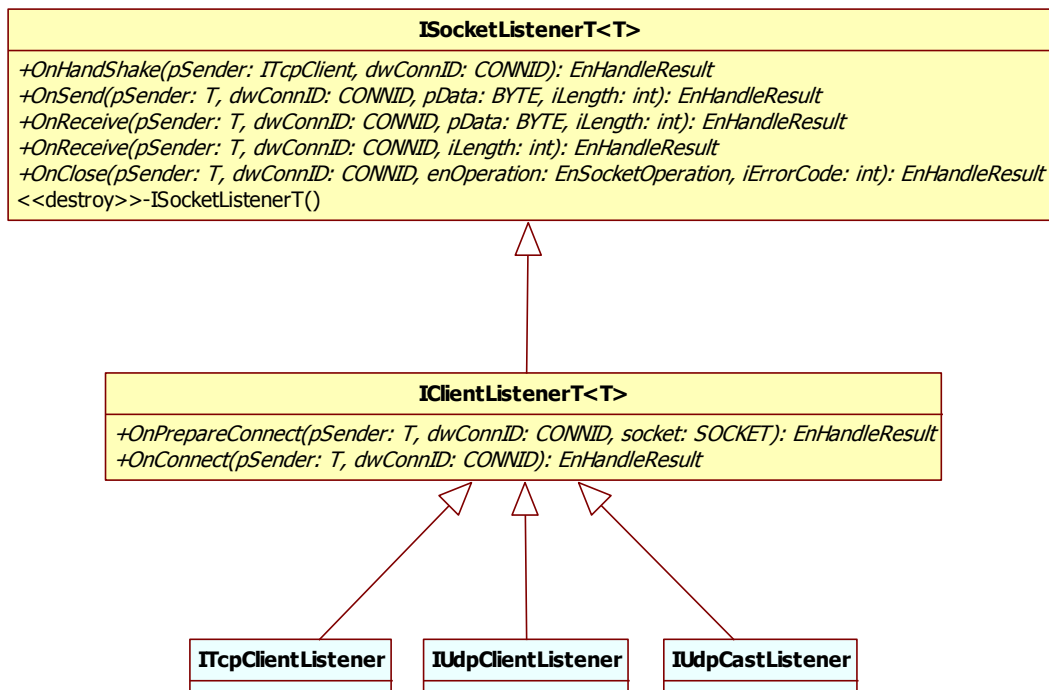 ISocketListenerT<T>
+OnHandShake(pSender: ITcpClient, dwConnID: CONNID): EnHandleResult
+OnSend(pSender: T, dwConnID: CONNID, pData: BYTE, iLength: int): EnHandleResult
+OnReceive(pSender: T, dwConnID: CONNID, pData: BYTE, iLength: int): EnHandleResult
+OnReceive(pSender: T, dwConnID: CONNID, iLength: int): EnHandleResult
+OnClose(pSender: T, dwConnID: CONNID, enOperation: EnSocketOperation, iErrorCode: int): EnHandleResult
<<destroy>>-ISocketListenerT()
IClientListenerT<T>
+OnPrepareConnect(pSender: T, dwConnID: CONNID, socket: SOCKET): EnHandleResult
+OnConnect(pSender: T, dwConnID: CONNID): EnHandleResult
ITcpClientListener IUdpClientListener IUdpCastListener